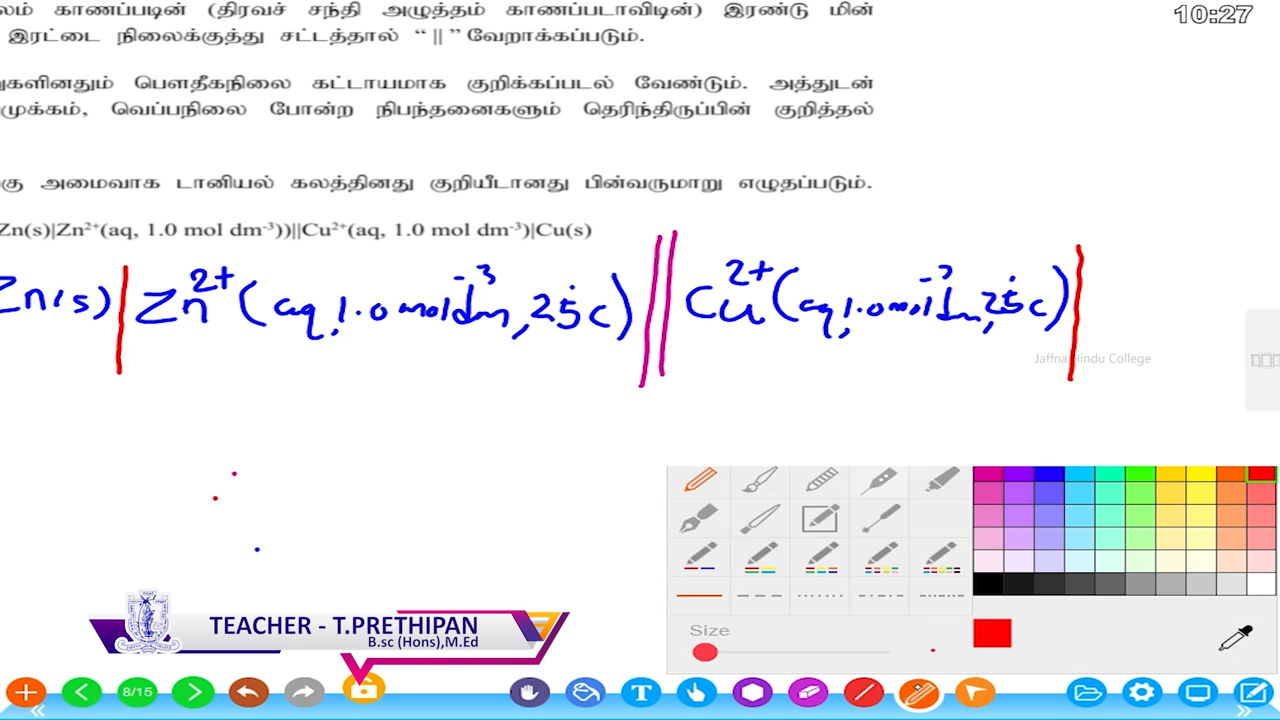 லம் காணப்படின் (திரவச் சந்தி அழுத்தம் காணப்படாவிடின்) இரண்டு மின்
10:27
இரட்டை நிலைக்குத்து சட்டத்தால் “ || ” வேறாக்கப்படும்.
றுகளினதும் பௌதீகநிலை கட்டாயமாக குறிக்கப்படல் வேண்டும். அத்துடன்
முக்கம், வெப்பநிலை போன்ற நிபந்தனைகளும் தெரிந்திருப்பின் குறித்தல்
கு அமைவாக டானியல் கலத்தினது குறியீடானது பின்வருமாறு எழுதப்படும்.
Zn(s)|Zn²⁺(aq, 1.0 mol dm⁻³))||Cu²⁺(aq, 1.0 mol dm⁻³)|Cu(s)
Zn(s) | Zn²⁺ (aq, 1.0 mol dm⁻³, 25°C) || Cu²⁺ (aq, 1.0 mol dm⁻³, 25°C) |
Jaffna Hindu College
TEACHER - T.PRETHIPAN
B.sc (Hons),M.Ed
Size
8/15